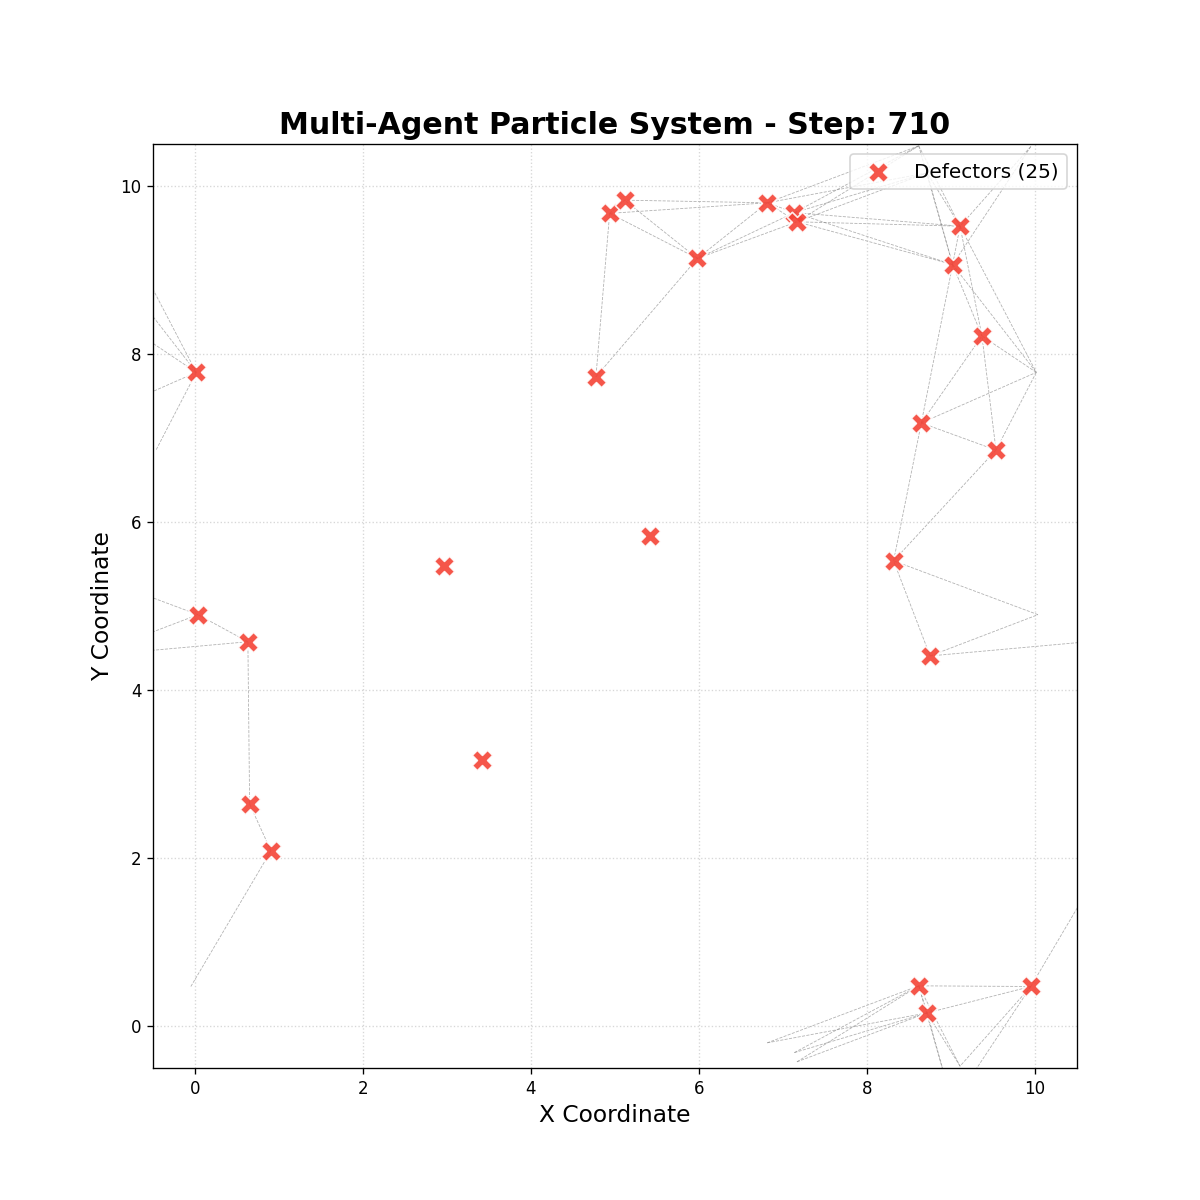 Multi-Agent Particle System - Step: 710
Defectors (25)
10
8
6
4
2
0
Y Coordinate
0 2 4 6 8 10
X Coordinate